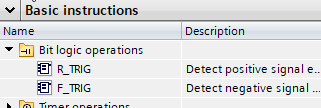 Basic instructions
Name Description
Bit logic operations
R_TRIG Detect positive signal e...
F_TRIG Detect negative signal ...
Timer operations